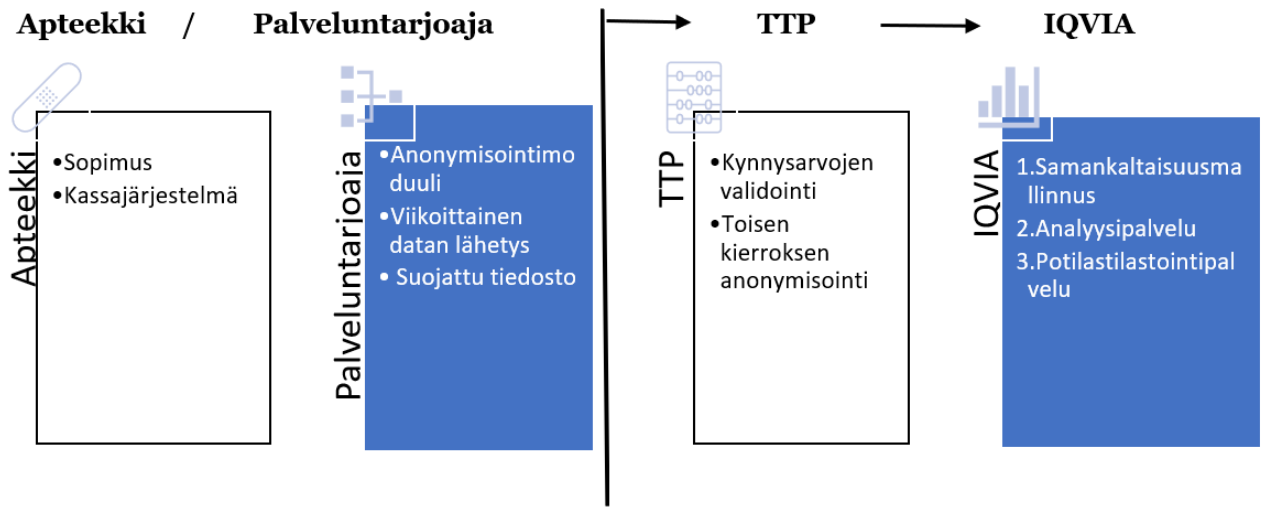 Apteekki / Palveluntarjoaja TTP IQVIA
Apteekki
•Sopimus
•Kassajärjestelmä
Palveluntarjoaja
•Anonymisointimo
duuli
•Viikoittainen
datan lähetys
• Suojattu tiedosto
TTP
•Kynnysarvojen
validointi
•Toisen
kierroksen
anonymisointi
IQVIA
1.Samankaltaisuusma
llinnus
2.Analyysipalvelu
3.Potilastilastointipal
velu